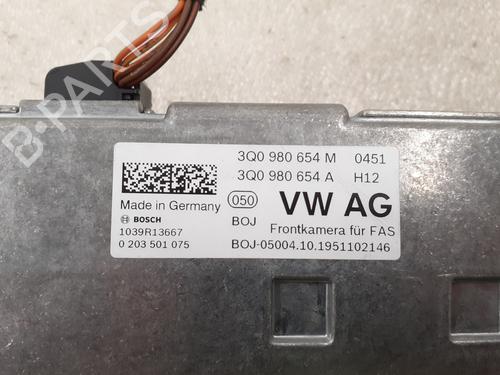 B-PARTS
3Q0 980 654 M 0451
3Q0 980 654 A H12
Made in Germany 050 VW AG
BOSCH BOJ
1039R13667 Frontkamera für FAS
0 203 501 075 BOJ-05004.10.1951102146